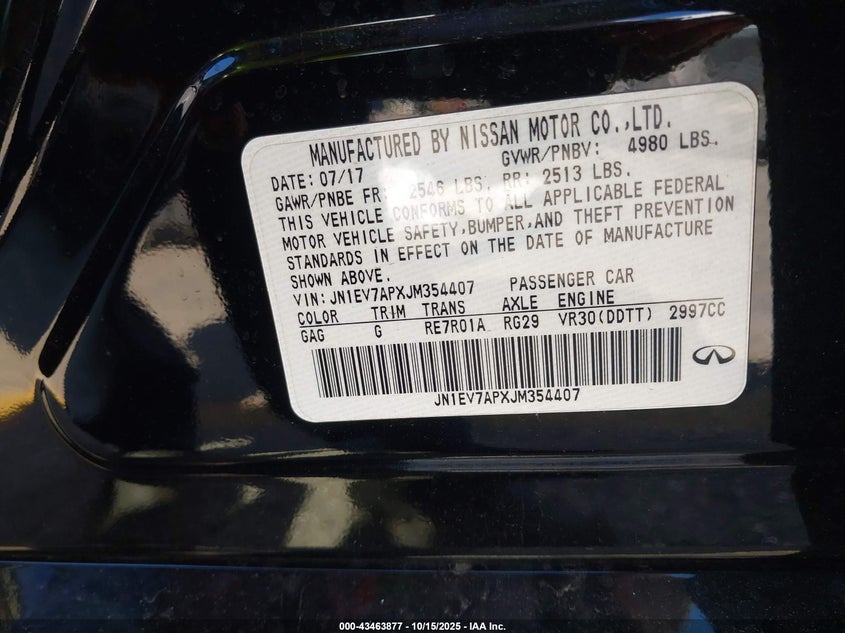 MANUFACTURED BY NISSAN MOTOR CO.,LTD.
DATE: 07/17 GVWR/PNBV: 4980 LBS.
GAWR/PNBE FR: 2546 LBS. RR: 2513 LBS.
THIS VEHICLE CONFORMS TO ALL APPLICABLE FEDERAL
MOTOR VEHICLE SAFETY,BUMPER,AND THEFT PREVENTION
STANDARDS IN EFFECT ON THE DATE OF MANUFACTURE
SHOWN ABOVE.
VIN: JN1EV7APXJM354407 PASSENGER CAR
COLOR TRIM TRANS AXLE ENGINE
GAG G RE7R01A RG29 VR30(DDTT) 2997CC
JN1EV7APXJM354407
000-43463877 - 10/15/2025 - IAA Inc.